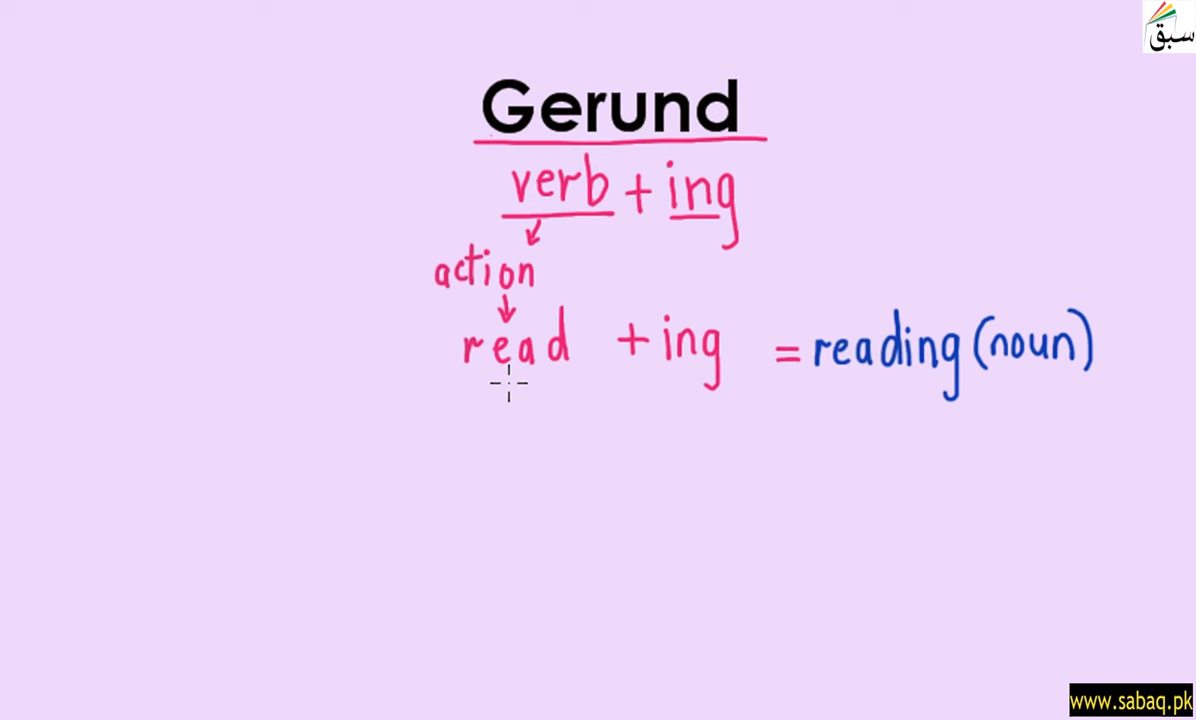 سبق
Gerund
verb + ing
action
read + ing = reading (noun)
www.sabaq.pk